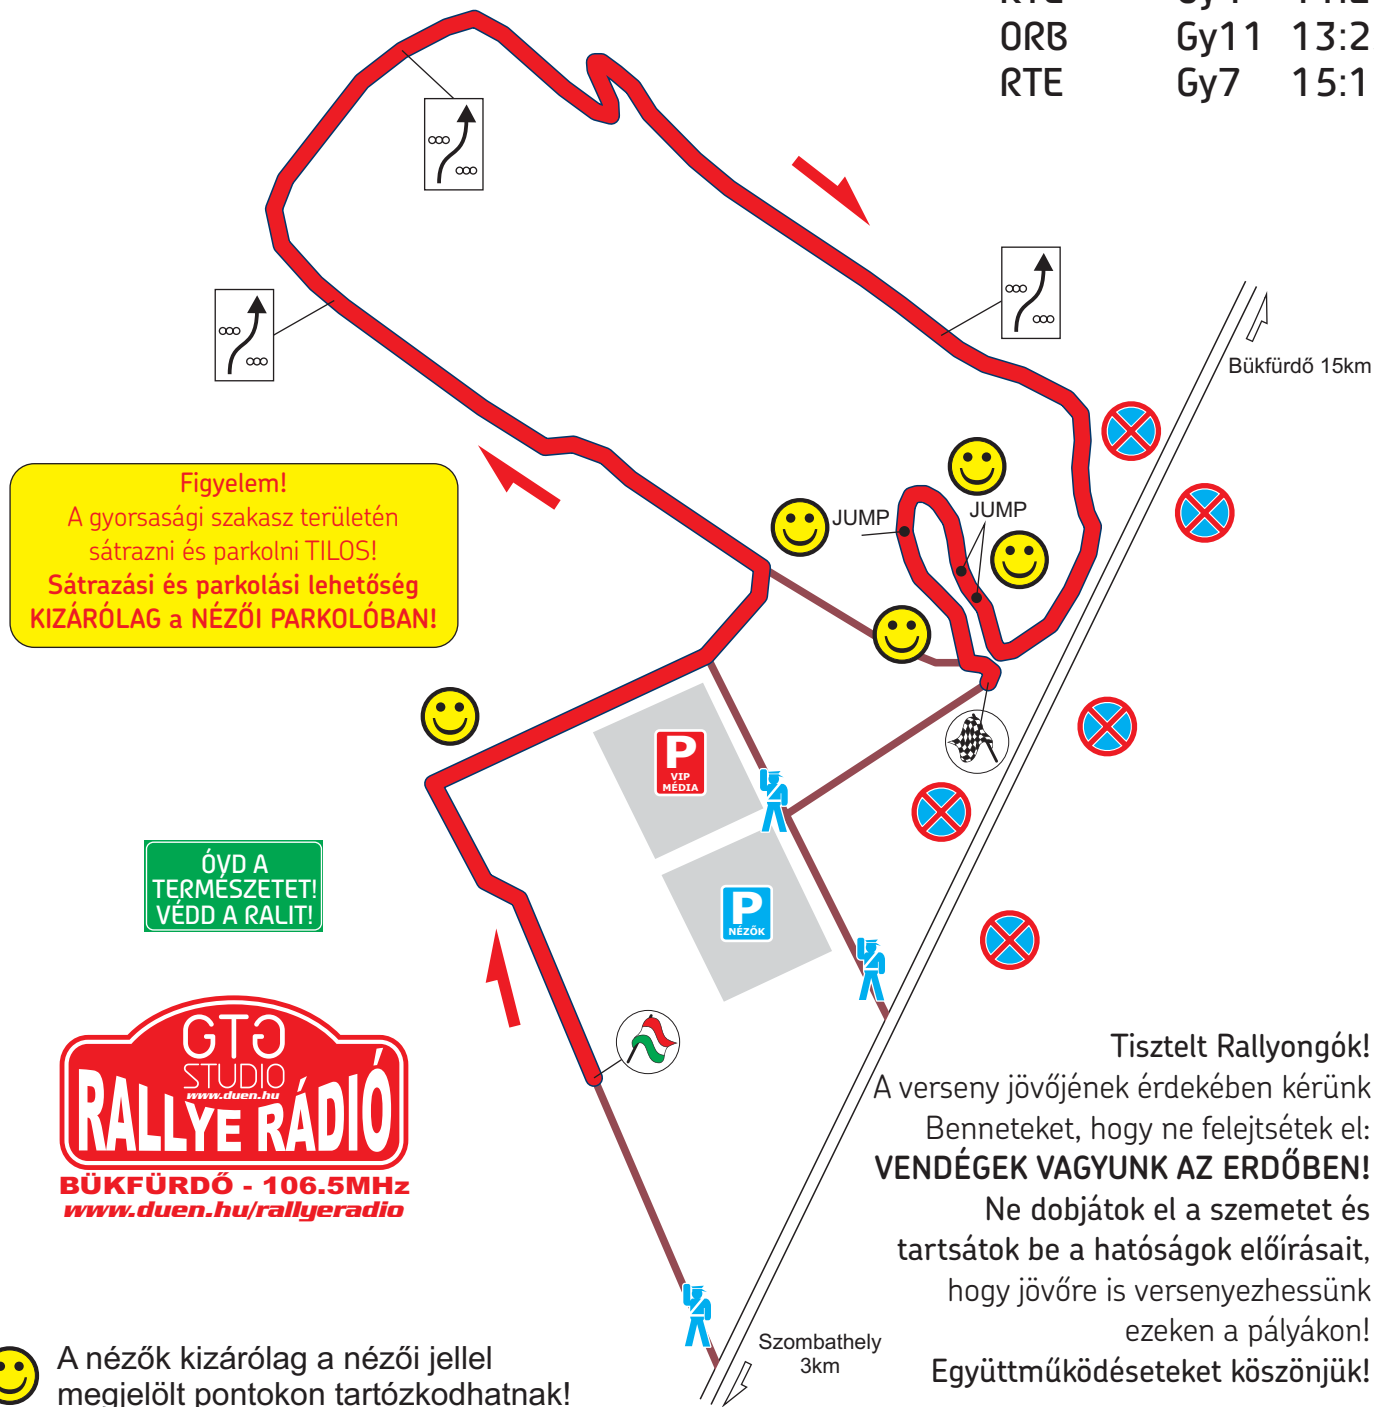 ORB Gy11 13:2
RTE Gy7 15:1
Bükfürdő 15km
Figyelem!
A gyorsasági szakasz területén
sátrazni és parkolni TILOS!
Sátrazási és parkolási lehetőség
KIZÁRÓLAG a NÉZŐI PARKOLÓBAN!
JUMP
JUMP
P
VIP
MÉDIA
P
NÉZŐK
ÓVD A
TERMÉSZETET!
VÉDD A RALIT!
GTG
STUDIO
www.duen.hu
RALLYE RÁDIÓ
BÜKFÜRDŐ - 106.5MHz
www.duen.hu/rallyeradio
Tisztelt Rallyongók!
A verseny jövőjének érdekében kérünk
Benneteket, hogy ne felejtsétek el:
VENDÉGEK VAGYUNK AZ ERDŐBEN!
Ne dobjátok el a szemetet és
tartsátok be a hatóságok előírásait,
hogy jövőre is versenyezhessünk
ezeken a pályákon!
Együttműködéseteket köszönjük!
Szombathely
3km
A nézők kizárólag a nézői jellel
megjelölt pontokon tartózkodhatnak!